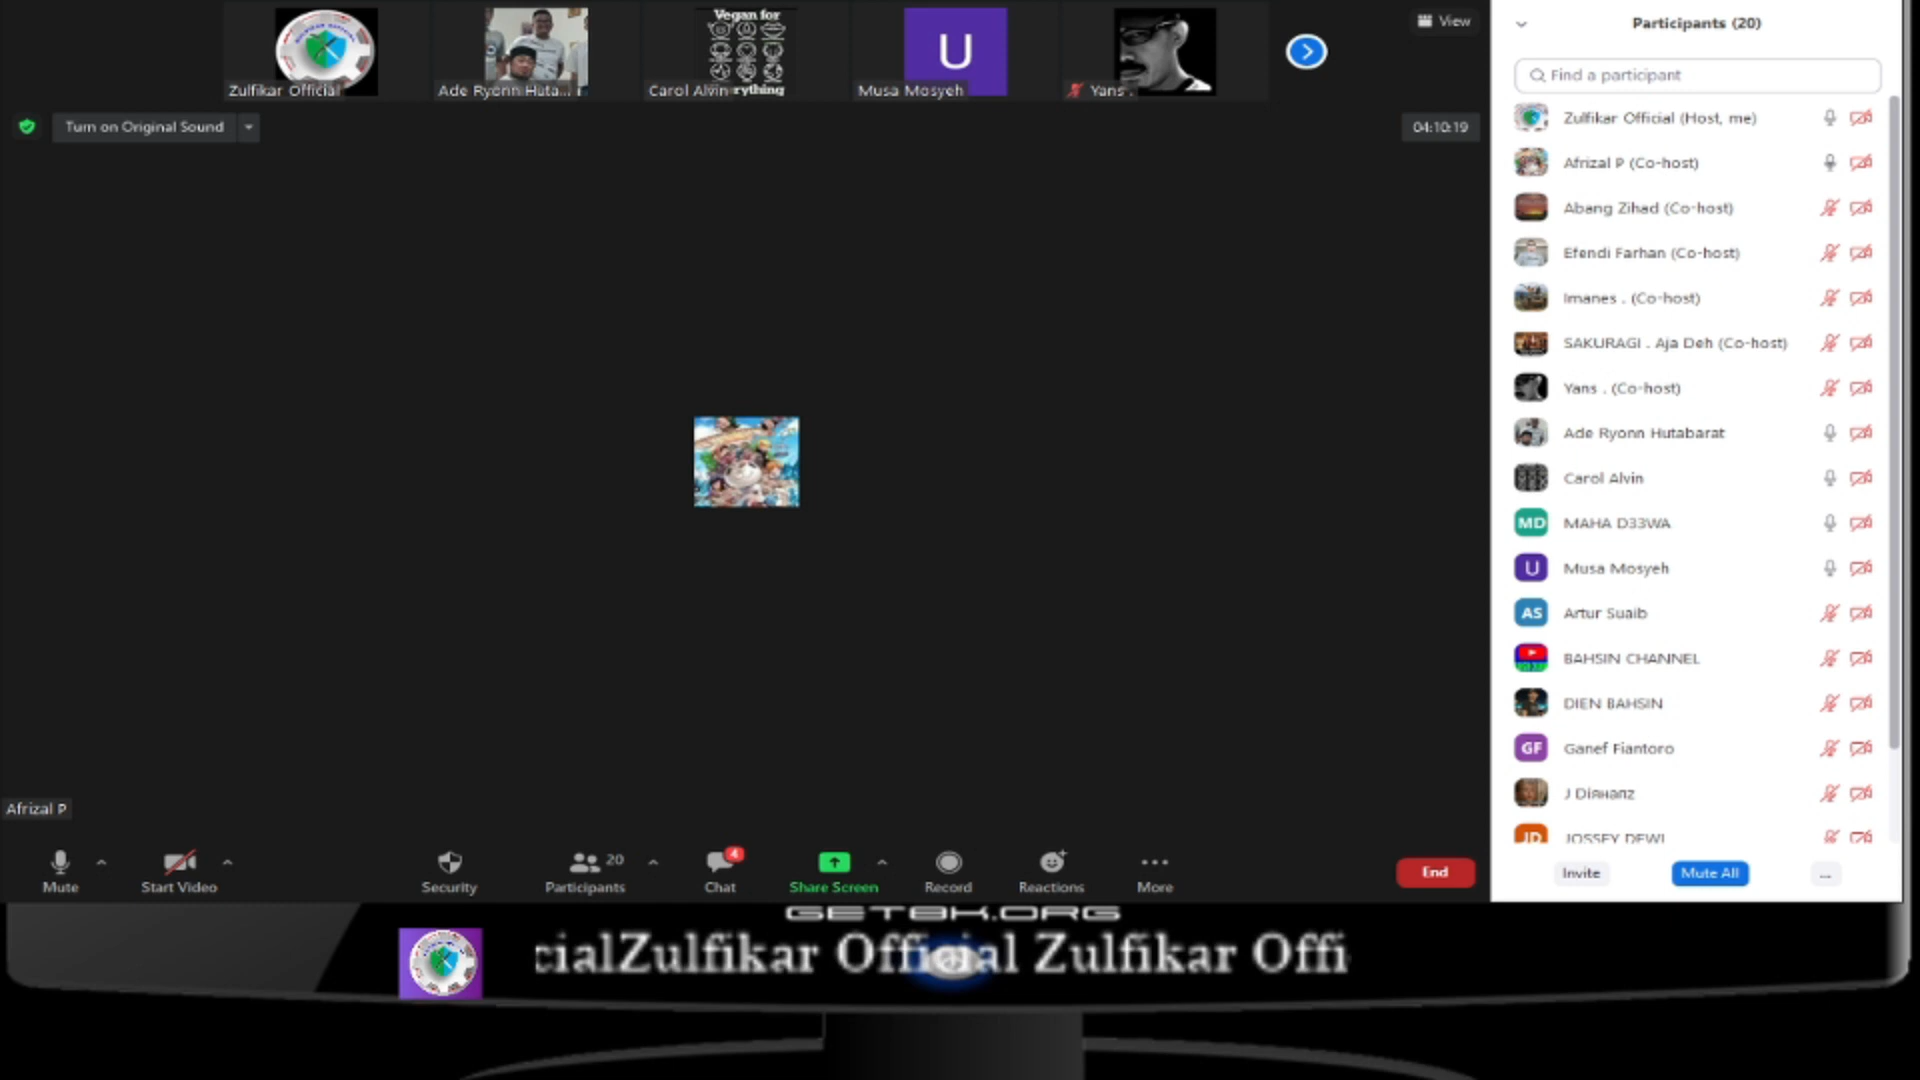 Vegan for
rything
Zulfikar Official
Ade Ryonn Huta...
Carol Alvin
Musa Mosyeh
U
Yans .
View
Turn on Original Sound
04:10:19
Afrizal P
Mute
Start Video
Security
Participants
20
Chat
4
Share Screen
Record
Reactions
More
End
Participants (20)
Find a participant
Zulfikar Official (Host, me)
Afrizal P (Co-host)
Abang Zihad (Co-host)
Efendi Farhan (Co-host)
Imanes . (Co-host)
SAKURAGI . Aja Deh (Co-host)
Yans . (Co-host)
Ade Ryonn Hutabarat
Carol Alvin
MD MAHA D33WA
U Musa Mosyeh
AS Artur Suaib
BAHSIN CHANNEL
DIEN BAHSIN
GF Ganef Fiantoro
JD JOSSEY DEWI
Invite
Mute All
...
GET8K.ORG
cialZulfikar Official Zulfikar Offi